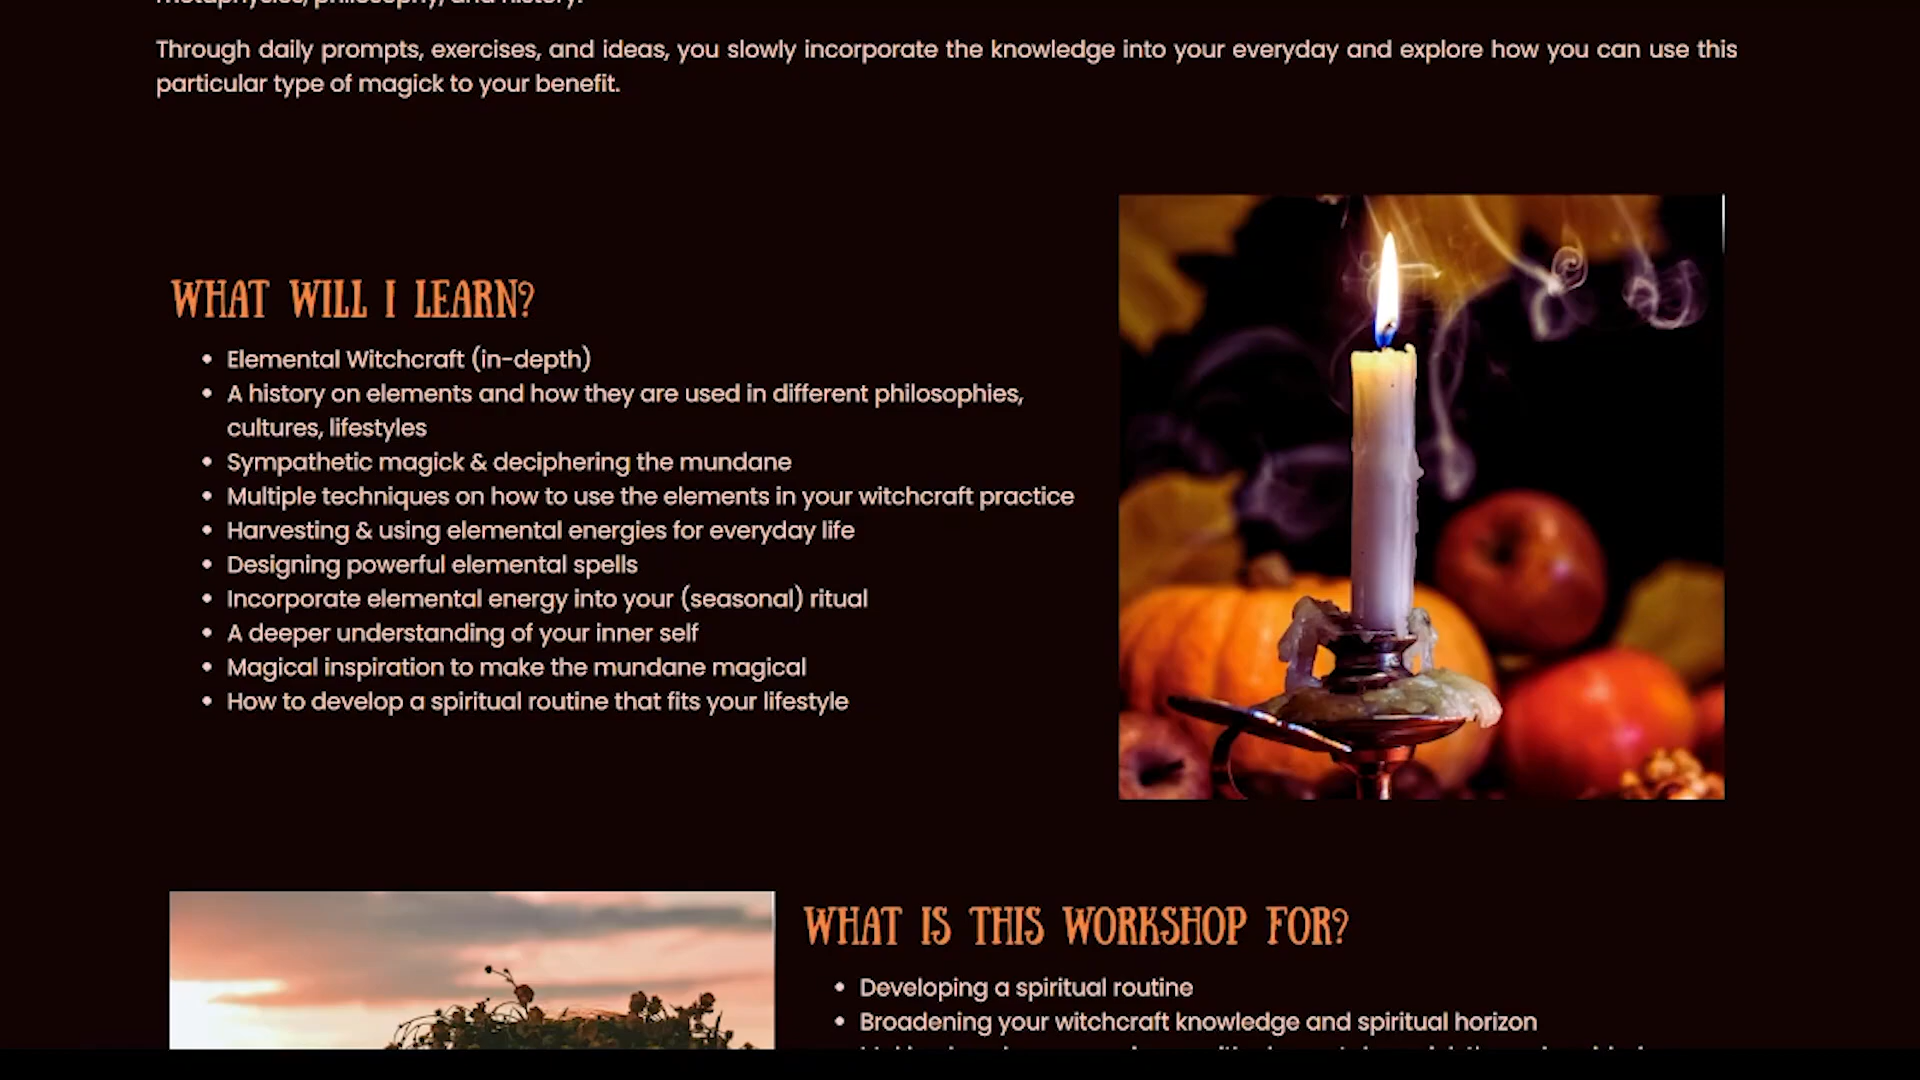 metaphysics, philosophy, and history.
Through daily prompts, exercises, and ideas, you slowly incorporate the knowledge into your everyday and explore how you can use this
particular type of magick to your benefit.
WHAT WILL I LEARN?
• Elemental Witchcraft (in-depth)
• A history on elements and how they are used in different philosophies,
cultures, lifestyles
• Sympathetic magick & deciphering the mundane
• Multiple techniques on how to use the elements in your witchcraft practice
• Harvesting & using elemental energies for everyday life
• Designing powerful elemental spells
• Incorporate elemental energy into your (seasonal) ritual
• A deeper understanding of your inner self
• Magical inspiration to make the mundane magical
• How to develop a spiritual routine that fits your lifestyle
WHAT IS THIS WORKSHOP FOR?
• Developing a spiritual routine
• Broadening your witchcraft knowledge and spiritual horizon